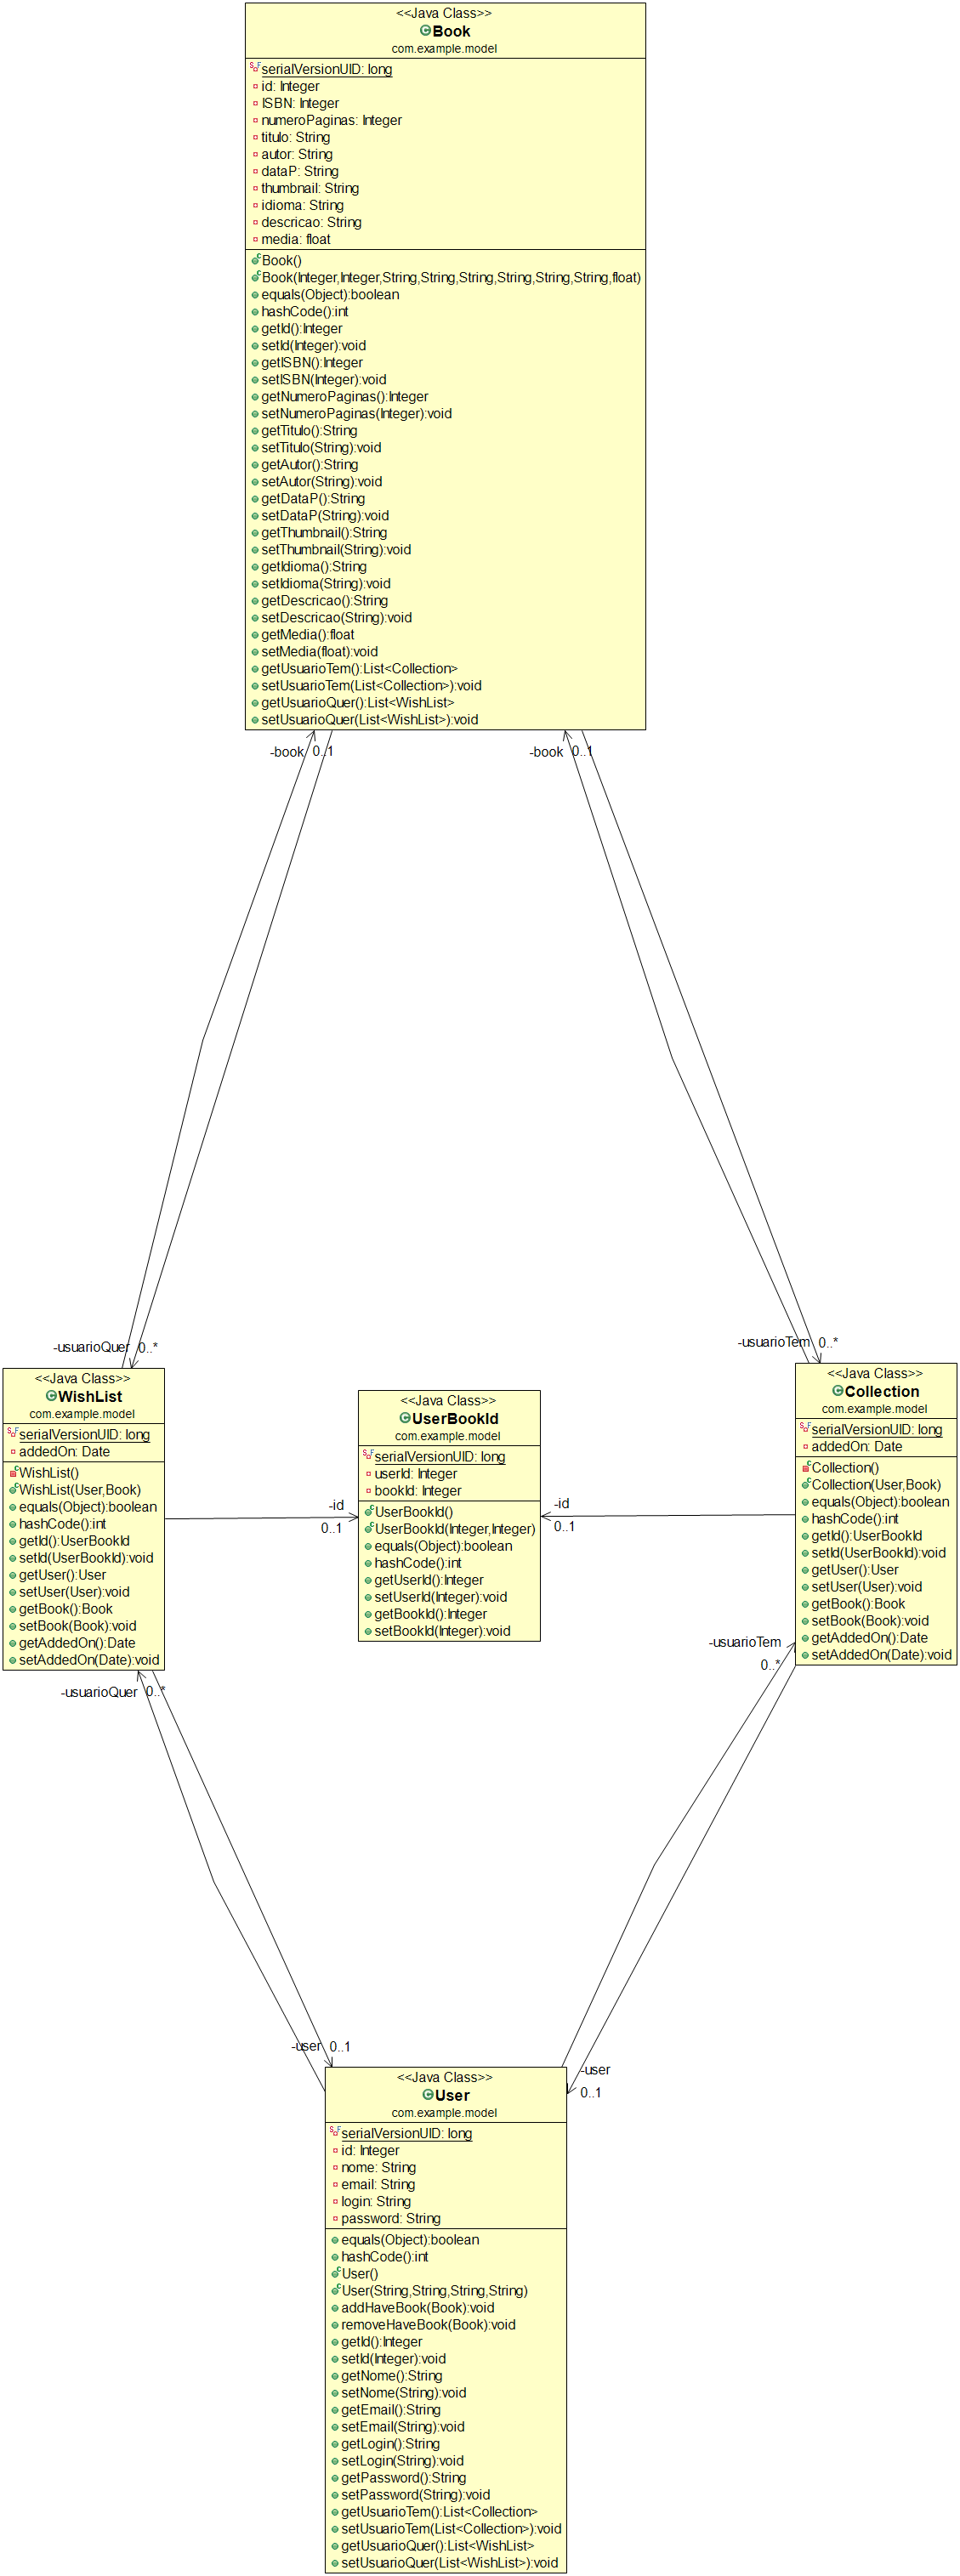 <<Java Class>>
Book
com.example.model
serialVersionUID: long
id: Integer
ISBN: Integer
numeroPaginas: Integer
titulo: String
autor: String
dataP: String
thumbnail: String
idioma: String
descricao: String
media: float
Book()
Book(Integer,Integer,String,String,String,String,String,String,float)
equals(Object):boolean
hashCode():int
getId():Integer
setId(Integer):void
getISBN():Integer
setISBN(Integer):void
getNumeroPaginas():Integer
setNumeroPaginas(Integer):void
getTitulo():String
setTitulo(String):void
getAutor():String
setAutor(String):void
getDataP():String
setDataP(String):void
getThumbnail():String
setThumbnail(String):void
getIdioma():String
setIdioma(String):void
getDescricao():String
setDescricao(String):void
getMedia():float
setMedia(float):void
getUsuarioTem():List<Collection>
setUsuarioTem(List<Collection>):void
getUsuarioQuer():List<WishList>
setUsuarioQuer(List<WishList>):void
-book 0..1
-book 0..1
-usuarioQuer 0..*
-usuarioTem 0..*
<<Java Class>>
WishList
com.example.model
serialVersionUID: long
addedOn: Date
WishList()
WishList(User,Book)
equals(Object):boolean
hashCode():int
getId():UserBookId
setId(UserBookId):void
getUser():User
setUser(User):void
getBook():Book
setBook(Book):void
getAddedOn():Date
setAddedOn(Date):void
-id
0..1
<<Java Class>>
UserBookId
com.example.model
serialVersionUID: long
userId: Integer
bookId: Integer
UserBookId()
UserBookId(Integer,Integer)
equals(Object):boolean
hashCode():int
getUserId():Integer
setUserId(Integer):void
getBookId():Integer
setBookId(Integer):void
-id
0..1
<<Java Class>>
Collection
com.example.model
serialVersionUID: long
addedOn: Date
Collection()
Collection(User,Book)
equals(Object):boolean
hashCode():int
getId():UserBookId
setId(UserBookId):void
getUser():User
setUser(User):void
getBook():Book
setBook(Book):void
getAddedOn():Date
setAddedOn(Date):void
-usuarioTem
0..*
-usuarioQuer 0..*
-user 0..1
-user
0..1
<<Java Class>>
User
com.example.model
serialVersionUID: long
id: Integer
nome: String
email: String
login: String
password: String
equals(Object):boolean
hashCode():int
User()
User(String,String,String,String)
addHaveBook(Book):void
removeHaveBook(Book):void
getId():Integer
setId(Integer):void
getNome():String
setNome(String):void
getEmail():String
setEmail(String):void
getLogin():String
setLogin(String):void
getPassword():String
setPassword(String):void
getUsuarioTem():List<Collection>
setUsuarioTem(List<Collection>):void
getUsuarioQuer():List<WishList>
setUsuarioQuer(List<WishList>):void